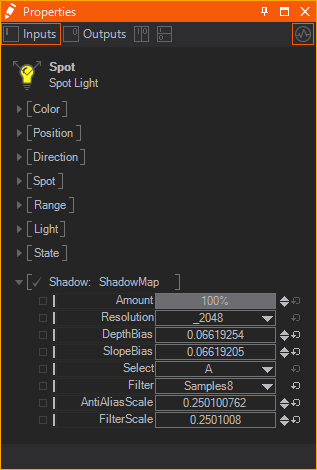 Properties
Inputs Outputs
Spot
Spot Light
Color
Position
Direction
Spot
Range
Light
State
Shadow: ShadowMap
Amount 100%
Resolution _2048
DepthBias 0.06619254
SlopeBias 0.06619205
Select A
Filter Samples8
AntiAliasScale 0.250100762
FilterScale 0.2501008